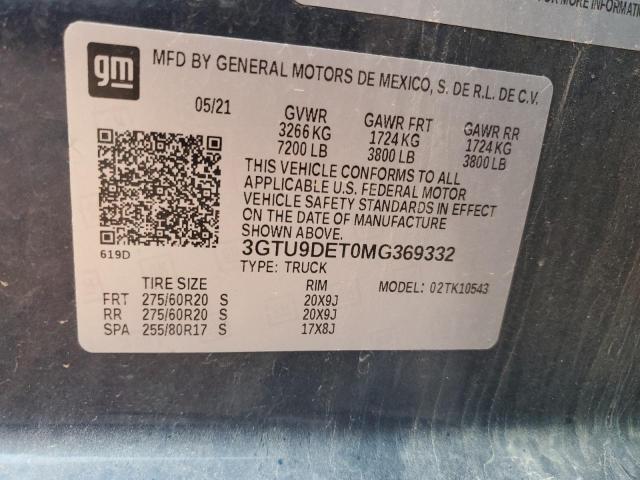 OR MORE INFORMATION
gm
MFD BY GENERAL MOTORS DE MEXICO, S. DE R.L. DE C.V.
05/21 GVWR GAWR FRT GAWR RR
3266 KG 1724 KG 1724 KG
7200 LB 3800 LB 3800 LB
THIS VEHICLE CONFORMS TO ALL
APPLICABLE U.S. FEDERAL MOTOR
VEHICLE SAFETY STANDARDS IN EFFECT
ON THE DATE OF MANUFACTURE
SHOWN ABOVE.
619D
3GTU9DET0MG369332
TYPE: TRUCK
TIRE SIZE RIM MODEL: 02TK10543
FRT 275/60R20 S 20X9J
RR 275/60R20 S 20X9J
SPA 255/80R17 S 17X8J